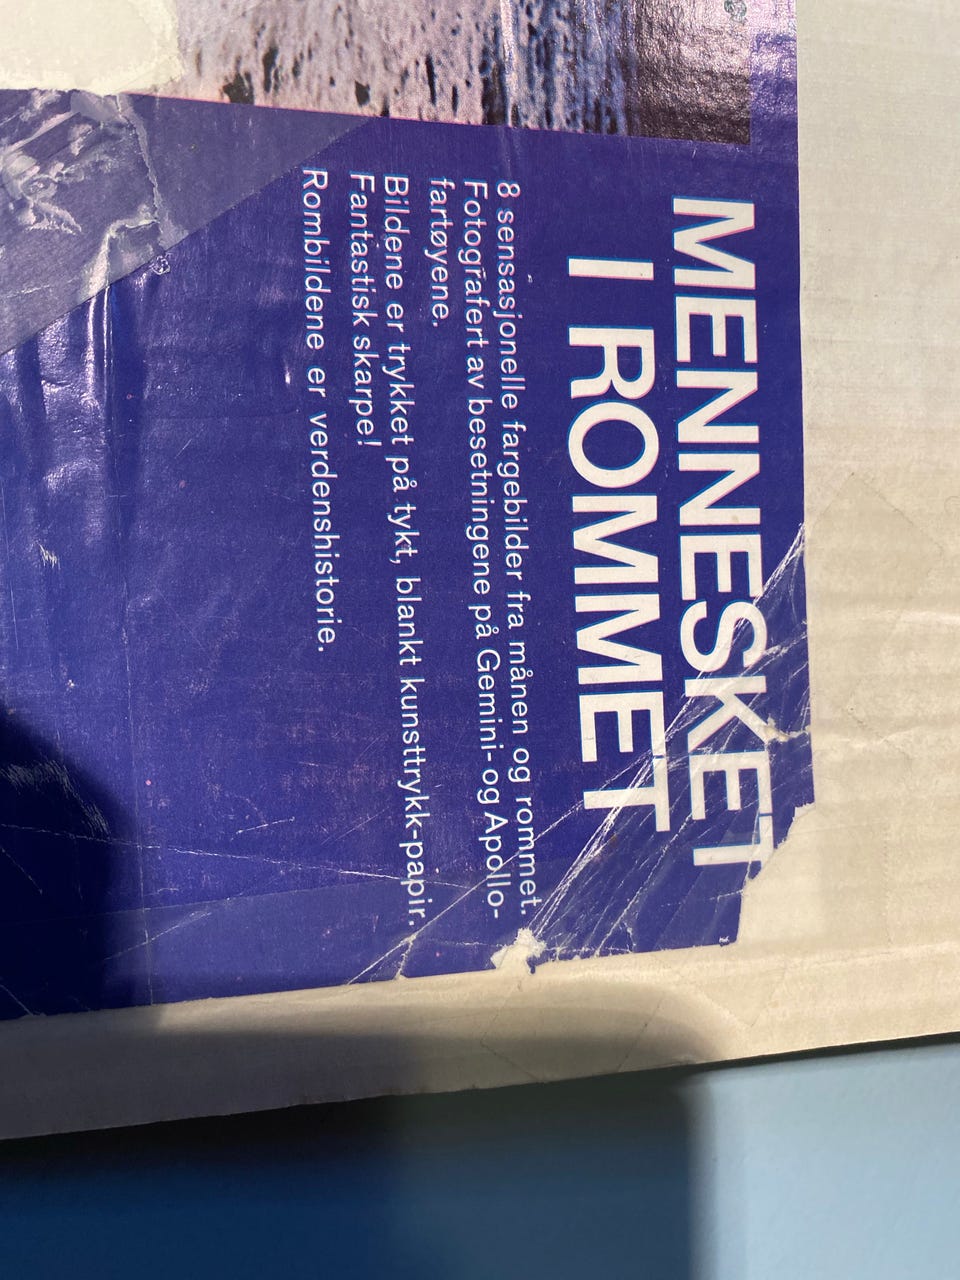 MENNESKET
I ROMMET
8 sensasjonelle fargebilder fra månen og rommet.
Fotografert av besetningene på Gemini- og Apollo-
fartøyene.
Bildene er trykket på tykt, blankt kunsttrykk-papir.
Fantastisk skarpe!
Rombildene er verdenshistorie.